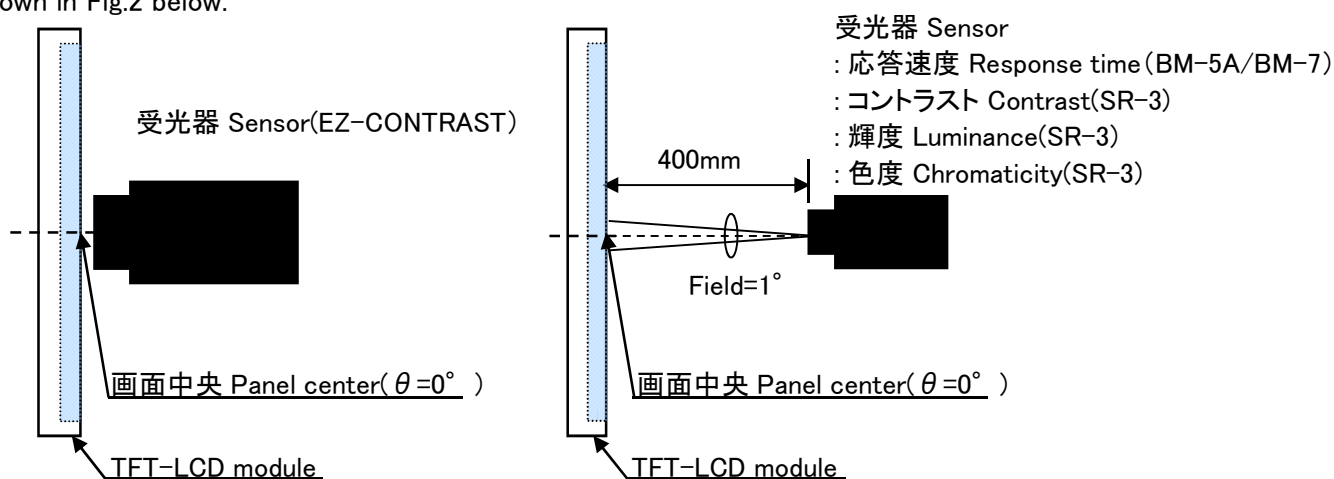 own in Fig.2 below.
受光器 Sensor(EZ-CONTRAST)
画面中央 Panel center(θ=0° )
TFT-LCD module
受光器 Sensor
: 応答速度 Response time(BM-5A/BM-7)
: コントラスト Contrast(SR-3)
: 輝度 Luminance(SR-3)
: 色度 Chromaticity(SR-3)
400mm
Field=1°
画面中央 Panel center(θ=0° )
TFT-LCD module